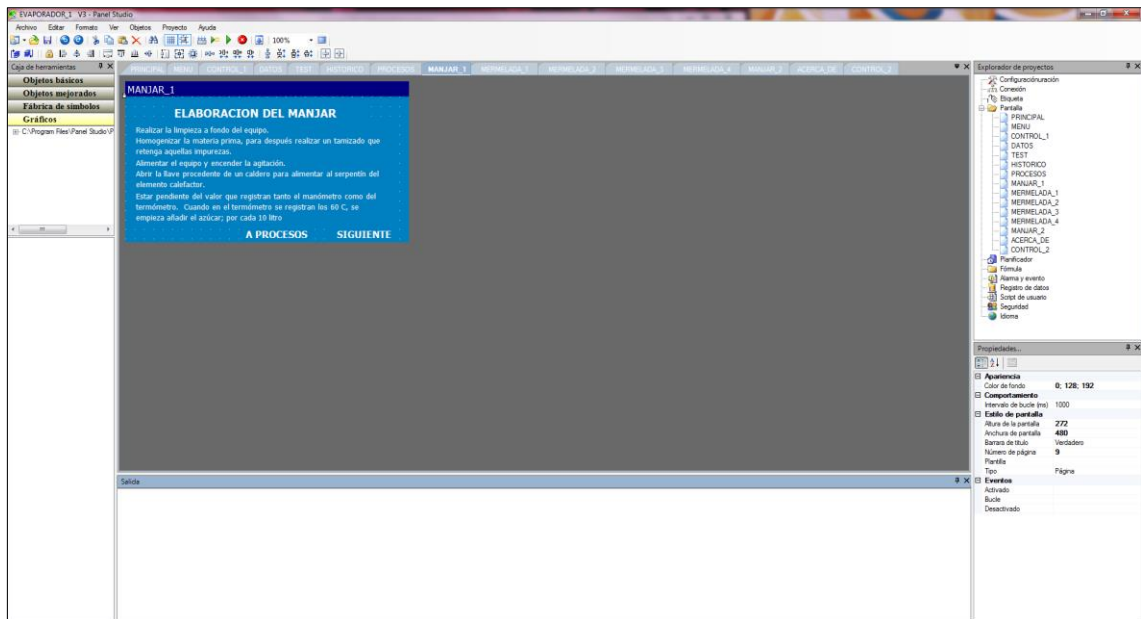 EVAPORADOR_1 V3 - Panel Studio
Archivo Editar Formato Ver Objetos Proyecto Ayuda
100%
Caja de herramientas
Objetos básicos
Objetos mejorados
Fábrica de símbolos
Gráficos
C:\Program Files\Panel Studio\P
PRINCIPAL MENU CONTROL_1 DATOS TEST HISTORICO PROCESOS MANJAR_1 MERMELADA_1 MERMELADA_2 MERMELADA_3 MERMELADA_4 MANJAR_2 ACERCA_DE CONTROL_2
MANJAR_1
ELABORACION DEL MANJAR
Realizar la limpieza a fondo del equipo.
Homogenizar la materia prima, para después realizar un tamizado que
retenga aquellas impurezas.
Alimentar el equipo y encender la agitación.
Abrir la llave procedente de un caldero para alimentar al serpentin del
elemento calefactor.
Estar pendiente del valor que registran tanto el manómetro como del
termómetro. Cuando en el termómetro se registran los 60 C, se
empieza añadir el azúcar; por cada 10 litro
A PROCESOS SIGUIENTE
Salida
Explorador de proyectos
Configuraciónuración
Conexión
Etiqueta
Pantalla
PRINCIPAL
MENU
CONTROL_1
DATOS
TEST
HISTORICO
PROCESOS
MANJAR_1
MERMELADA_1
MERMELADA_2
MERMELADA_3
MERMELADA_4
MANJAR_2
ACERCA_DE
CONTROL_2
Planificador
Fórmula
Alarma y evento
Registro de datos
Script de usuario
Seguridad
Idioma
Propiedades...
Apariencia
Color de fondo 0; 128; 192
Comportamiento
Intervalo de bucle (ms) 1000
Estilo de pantalla
Altura de la pantalla 272
Anchura de pantalla 480
Barrara de título Verdadero
Número de página 9
Plantilla
Tipo Página
Eventos
Activado
Bucle
Desactivado